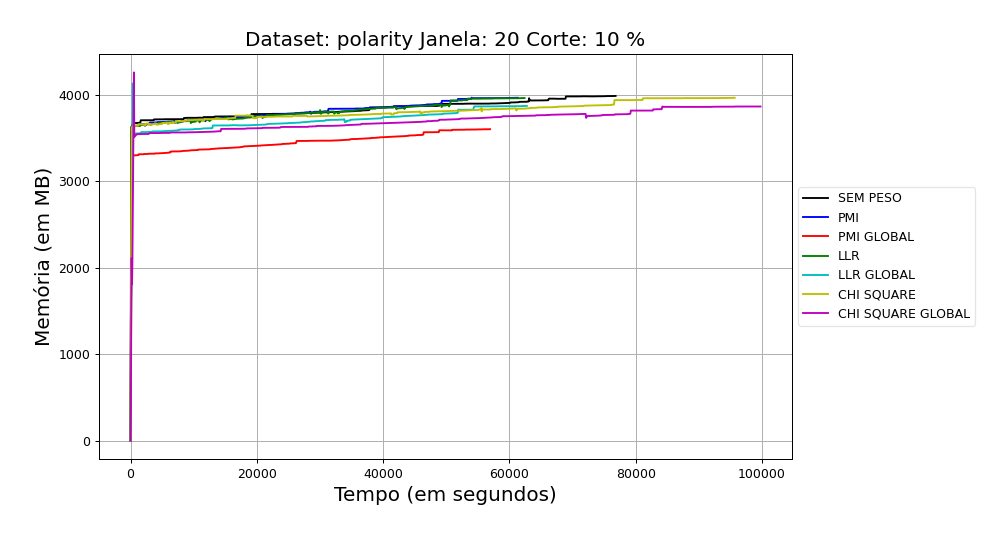 Dataset: polarity Janela: 20 Corte: 10 %
Memória (em MB)
4000
3000
2000
1000
0
0 20000 40000 60000 80000 100000
Tempo (em segundos)
SEM PESO
PMI
PMI GLOBAL
LLR
LLR GLOBAL
CHI SQUARE
CHI SQUARE GLOBAL